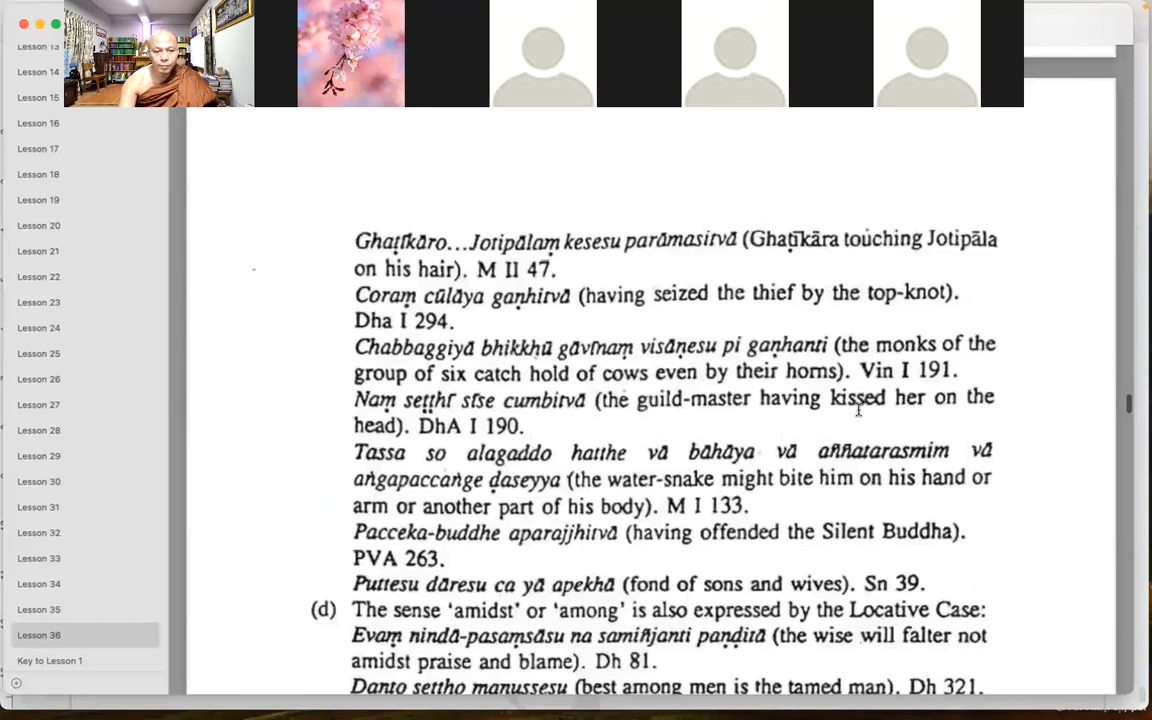 Lesson 13
Lesson 14
Lesson 15
Lesson 16
Lesson 17
Lesson 18
Lesson 19
Lesson 20
Lesson 21
Lesson 22
Lesson 23
Lesson 24
Lesson 25
Lesson 26
Lesson 27
Lesson 28
Lesson 29
Lesson 30
Lesson 31
Lesson 32
Lesson 33
Lesson 34
Lesson 35
Lesson 36
Key to Lesson 1
Ghaṭīkāro...Jotipālaṃ kesesu parāmasitvā (Ghaṭīkāra touching Jotipāla
on his hair). M II 47.
Coraṃ cūḷāya gaṇhitvā (having seized the thief by the top-knot).
Dha I 294.
Chabbaggiyā bhikkhū gāvīnaṃ visāṇesu pi gaṇhanti (the monks of the
group of six catch hold of cows even by their horns). Vin I 191.
Naṃ seṭṭhī sīse cumbitvā (the guild-master having kissed her on the
head). DhA I 190.
Tassa so alagaddo hatthe vā bāhāya vā aññatarasmim vā
aṅgapaccaṅge ḍaseyya (the water-snake might bite him on his hand or
arm or another part of his body). M I 133.
Pacceka-buddhe aparajjhitvā (having offended the Silent Buddha).
PVA 263.
Puttesu dāresu ca yā apekhā (fond of sons and wives). Sn 39.
(d) The sense ‘amidst’ or ‘among’ is also expressed by the Locative Case:
Evaṃ nindā-pasaṃsāsu na samiñjanti paṇḍitā (the wise will falter not
amidst praise and blame). Dh 81.
Danto seṭṭho manussesu (best among men is the tamed man). Dh 321.